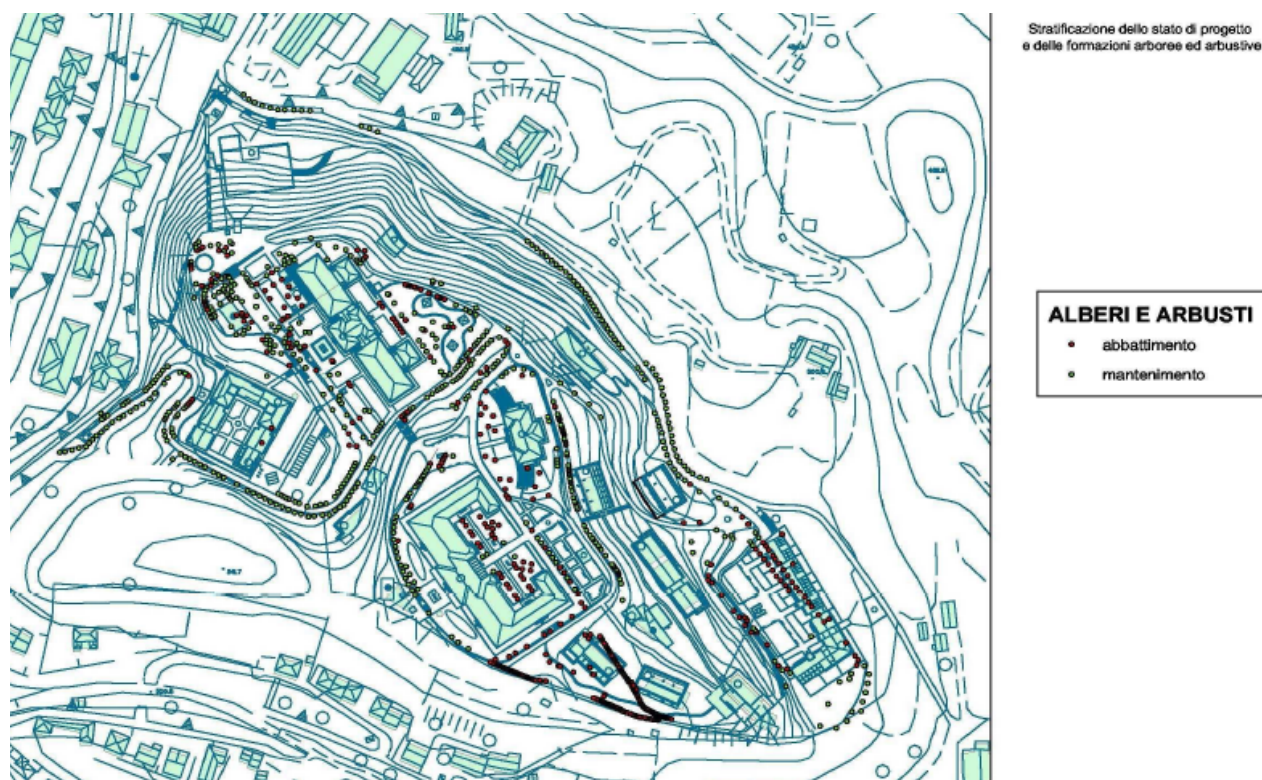 Stratificazione dello stato di progetto
e delle formazioni arboree ed arbustive
ALBERI E ARBUSTI
abbattimento
mantenimento